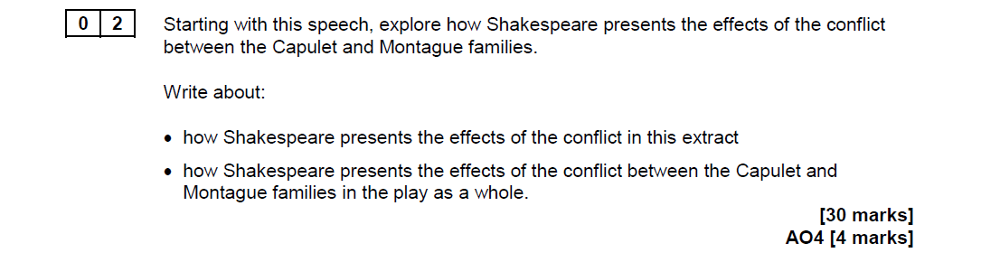 0 2 Starting with this speech, explore how Shakespeare presents the effects of the conflict
between the Capulet and Montague families.
Write about:
• how Shakespeare presents the effects of the conflict in this extract
• how Shakespeare presents the effects of the conflict between the Capulet and
Montague families in the play as a whole.
[30 marks]
AO4 [4 marks]